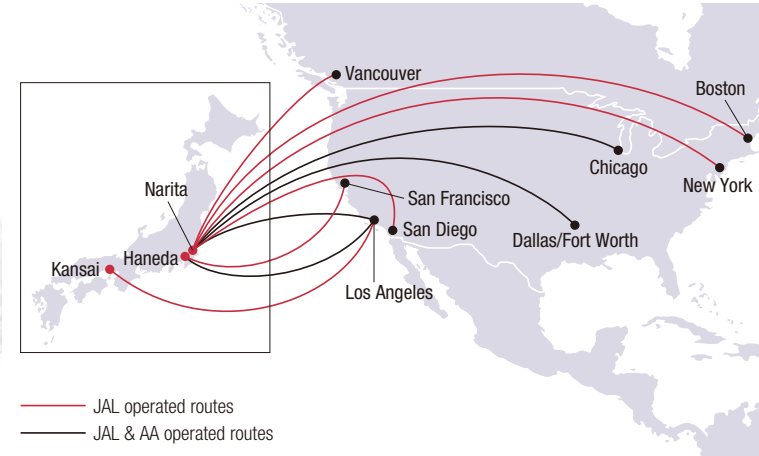 Vancouver
Boston
Chicago
New York
Narita
San Francisco
San Diego
Dallas/Fort Worth
Haneda
Kansai
Los Angeles
JAL operated routes
JAL & AA operated routes